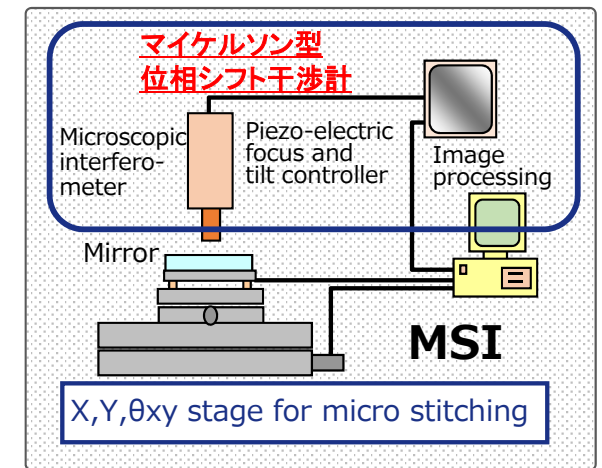 マイケルソン型
位相シフト干渉計
Microscopic
interfero-
meter
Piezo-electric
focus and
tilt controller
Image
processing
Mirror
MSI
X,Y,θxy stage for micro stitching